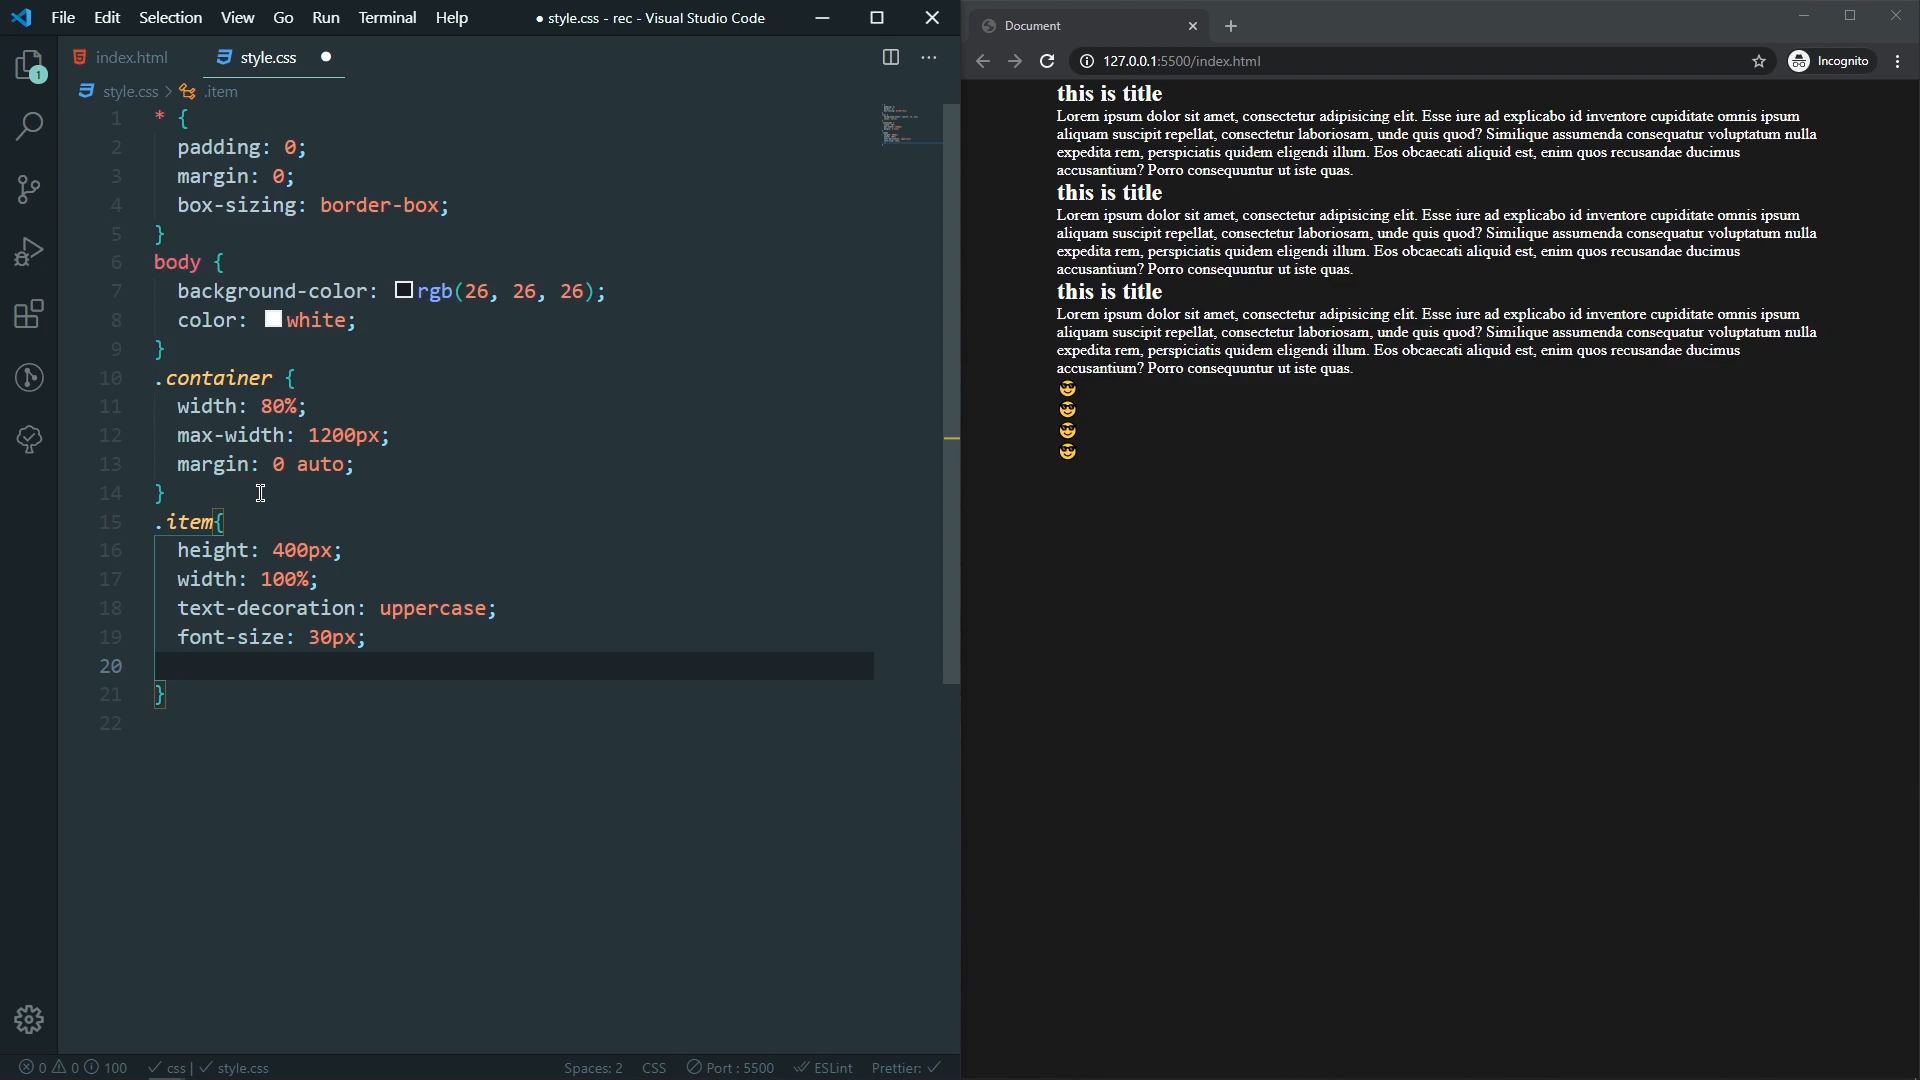 File Edit Selection View Go Run Terminal Help ● style.css - rec - Visual Studio Code
index.html style.css ●
style.css > .item
1 * {
2 padding: 0;
3 margin: 0;
4 box-sizing: border-box;
5 }
6 body {
7 background-color: rgb(26, 26, 26);
8 color: white;
9 }
10 .container {
11 width: 80%;
12 max-width: 1200px;
13 margin: 0 auto;
14 }
15 .item{
16 height: 400px;
17 width: 100%;
18 text-decoration: uppercase;
19 font-size: 30px;
20
21 }
22
1
0 0 100 css | style.css Spaces: 2 CSS Port : 5500 ESLint Prettier:
Document
127.0.0.1:5500/index.html Incognito
this is title
Lorem ipsum dolor sit amet, consectetur adipisicing elit. Esse iure ad explicabo id inventore cupiditate omnis ipsum
aliquam suscipit repellat, consectetur laboriosam, unde quis quod? Similique assumenda consequatur voluptatum nulla
expedita rem, perspiciatis quidem eligendi illum. Eos obcaecati aliquid est, enim quos recusandae ducimus
accusantium? Porro consequuntur ut iste quas.
this is title
Lorem ipsum dolor sit amet, consectetur adipisicing elit. Esse iure ad explicabo id inventore cupiditate omnis ipsum
aliquam suscipit repellat, consectetur laboriosam, unde quis quod? Similique assumenda consequatur voluptatum nulla
expedita rem, perspiciatis quidem eligendi illum. Eos obcaecati aliquid est, enim quos recusandae ducimus
accusantium? Porro consequuntur ut iste quas.
this is title
Lorem ipsum dolor sit amet, consectetur adipisicing elit. Esse iure ad explicabo id inventore cupiditate omnis ipsum
aliquam suscipit repellat, consectetur laboriosam, unde quis quod? Similique assumenda consequatur voluptatum nulla
expedita rem, perspiciatis quidem eligendi illum. Eos obcaecati aliquid est, enim quos recusandae ducimus
accusantium? Porro consequuntur ut iste quas.
😎
😎
😎
😎